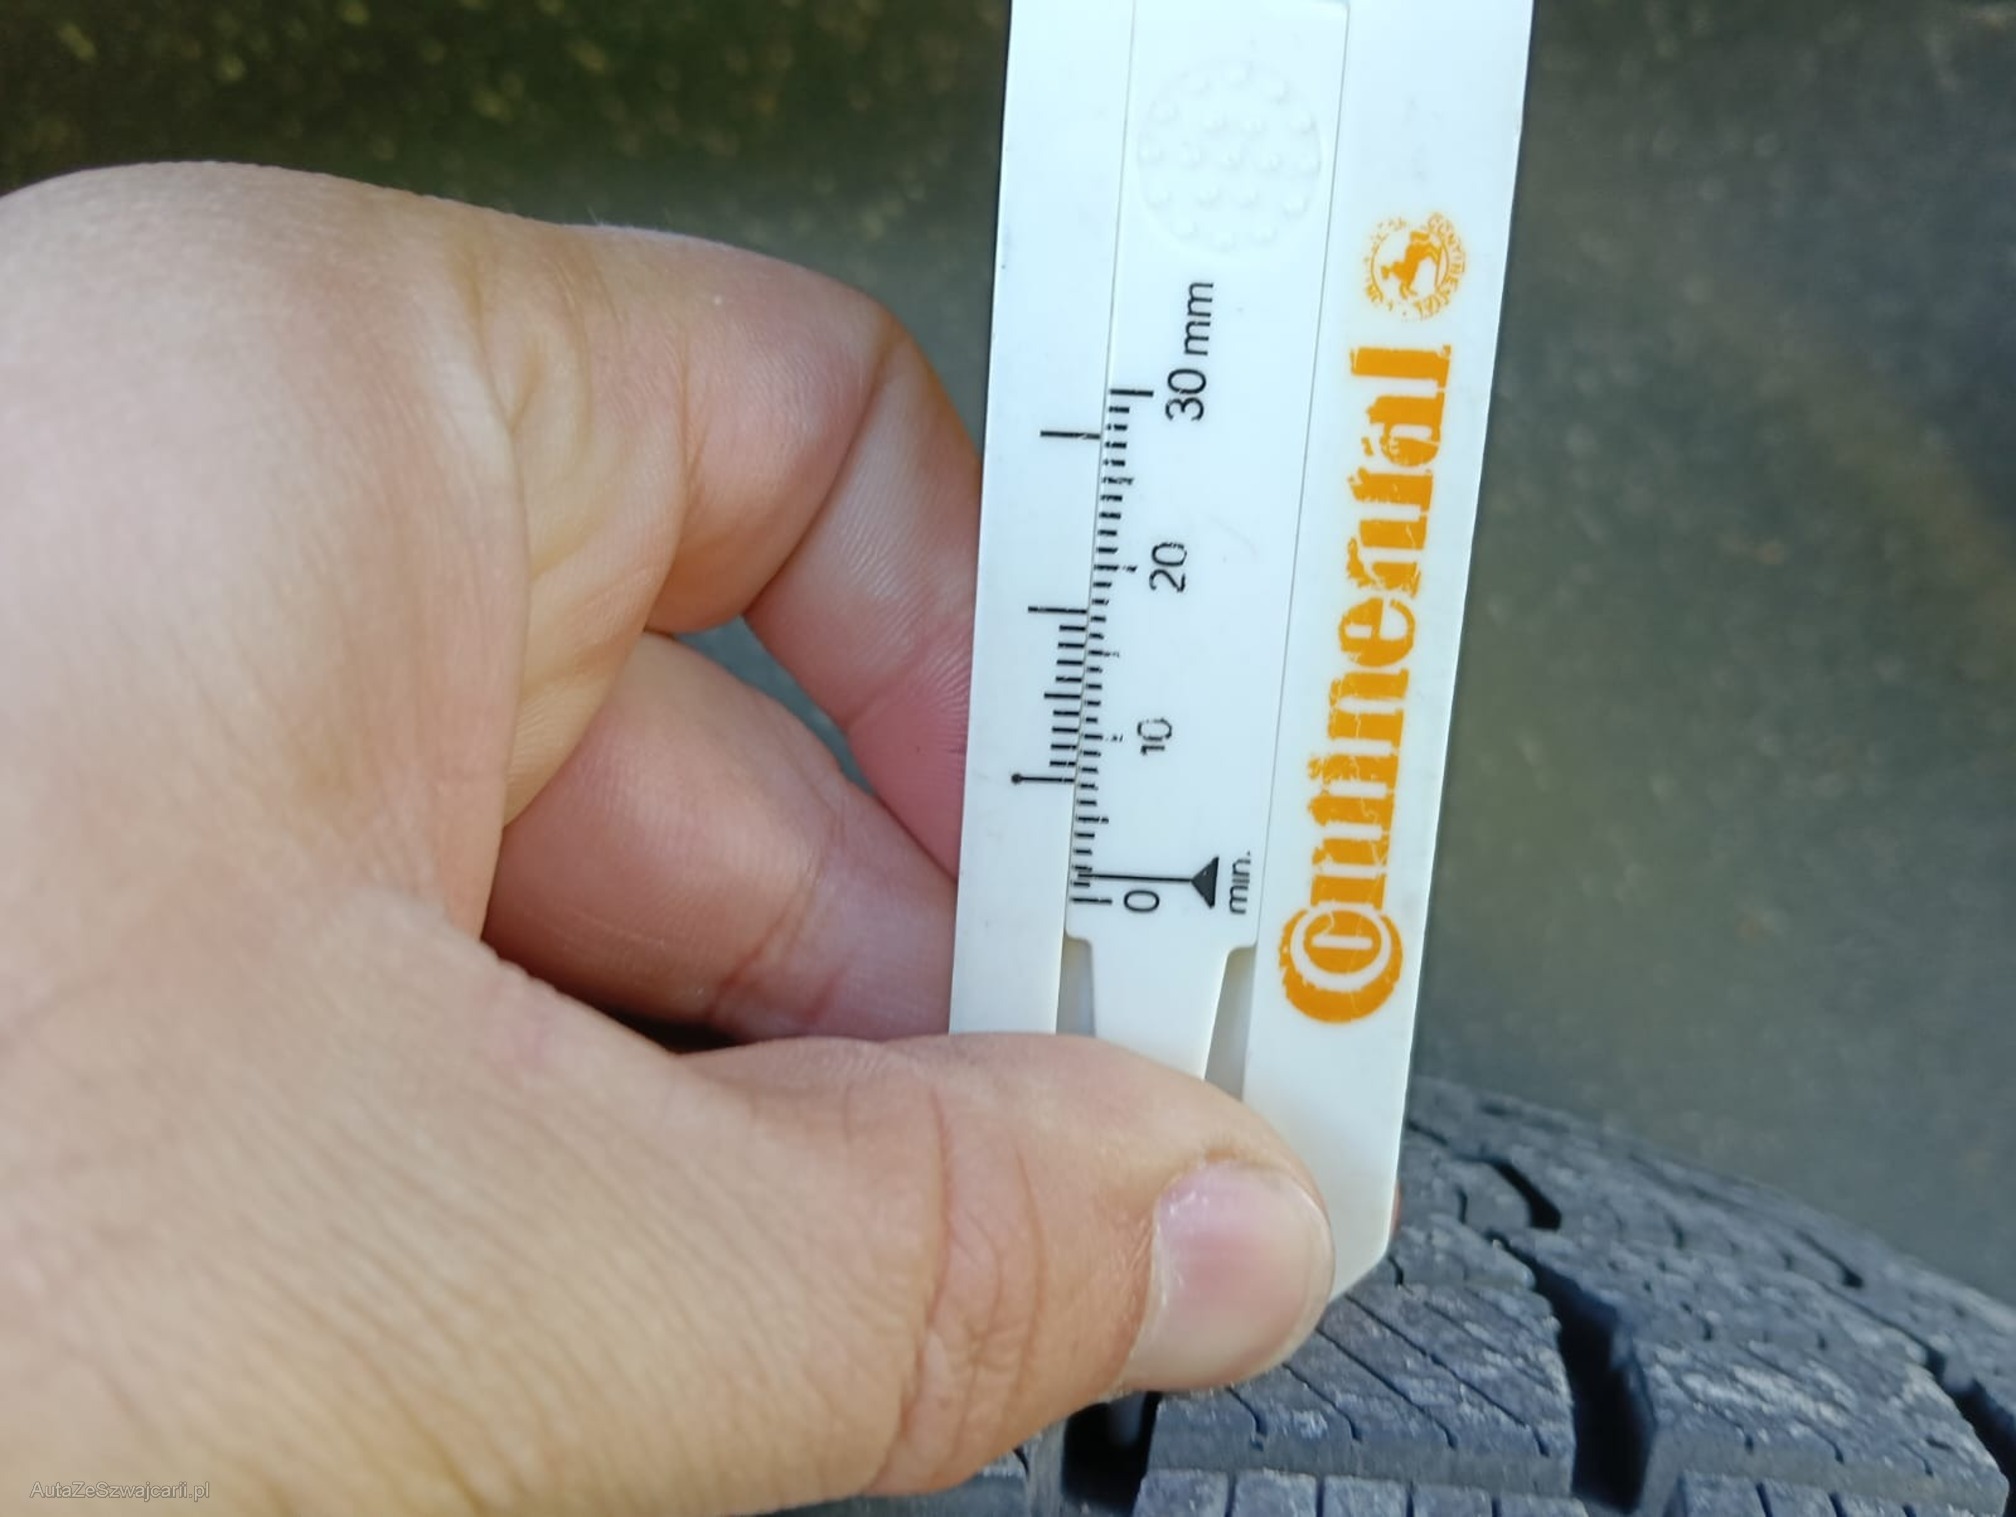 30 mm
20
10
0
min.
Continental
AutaZeSzwajcarii.pl